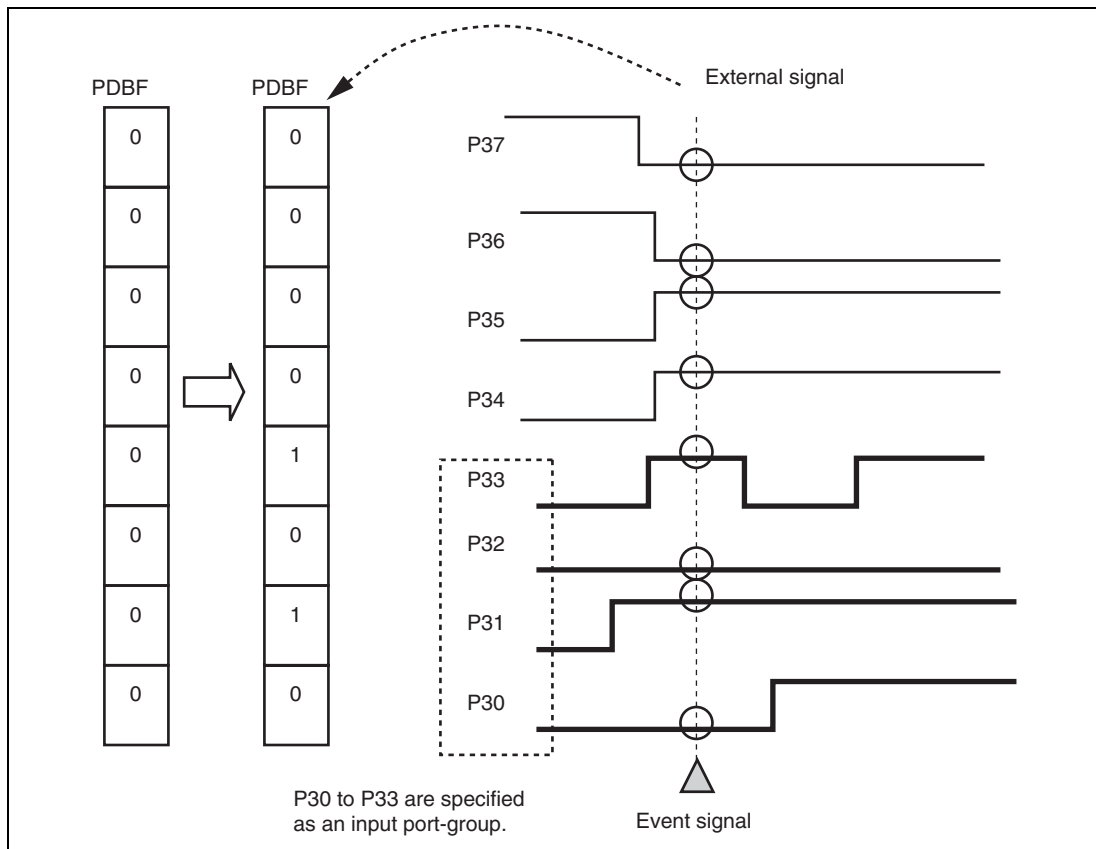 External signal
PDBF
PDBF
0
0
0
0
0
0
0
0
0
0
0
0
1
0
1
0
P37
P36
P35
P34
P33
P32
P31
P30
P30 to P33 are specified
as an input port-group.
Event signal